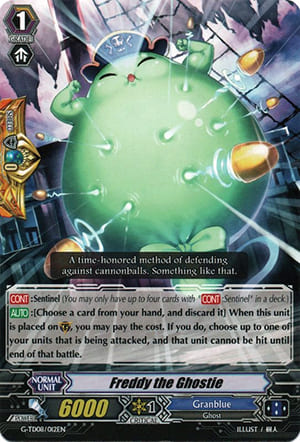 1
GRADE
0
A time-honored method of defending
against cannonballs. Something like that.
CONT :Sentinel (You may only have up to four cards with "CONT:Sentinel" in a deck.)
AUTO :[Choose a card from your hand, and discard it] When this unit
is placed on G, you may pay the cost. If you do, choose up to one of
your units that is being attacked, and that unit cannot be hit until
end of that battle.
NORMAL
UNIT
Freddy the Ghostie
POWER
6000
1
CRITICAL
Granblue
Ghost
G-TD08/012EN
ILLUST /